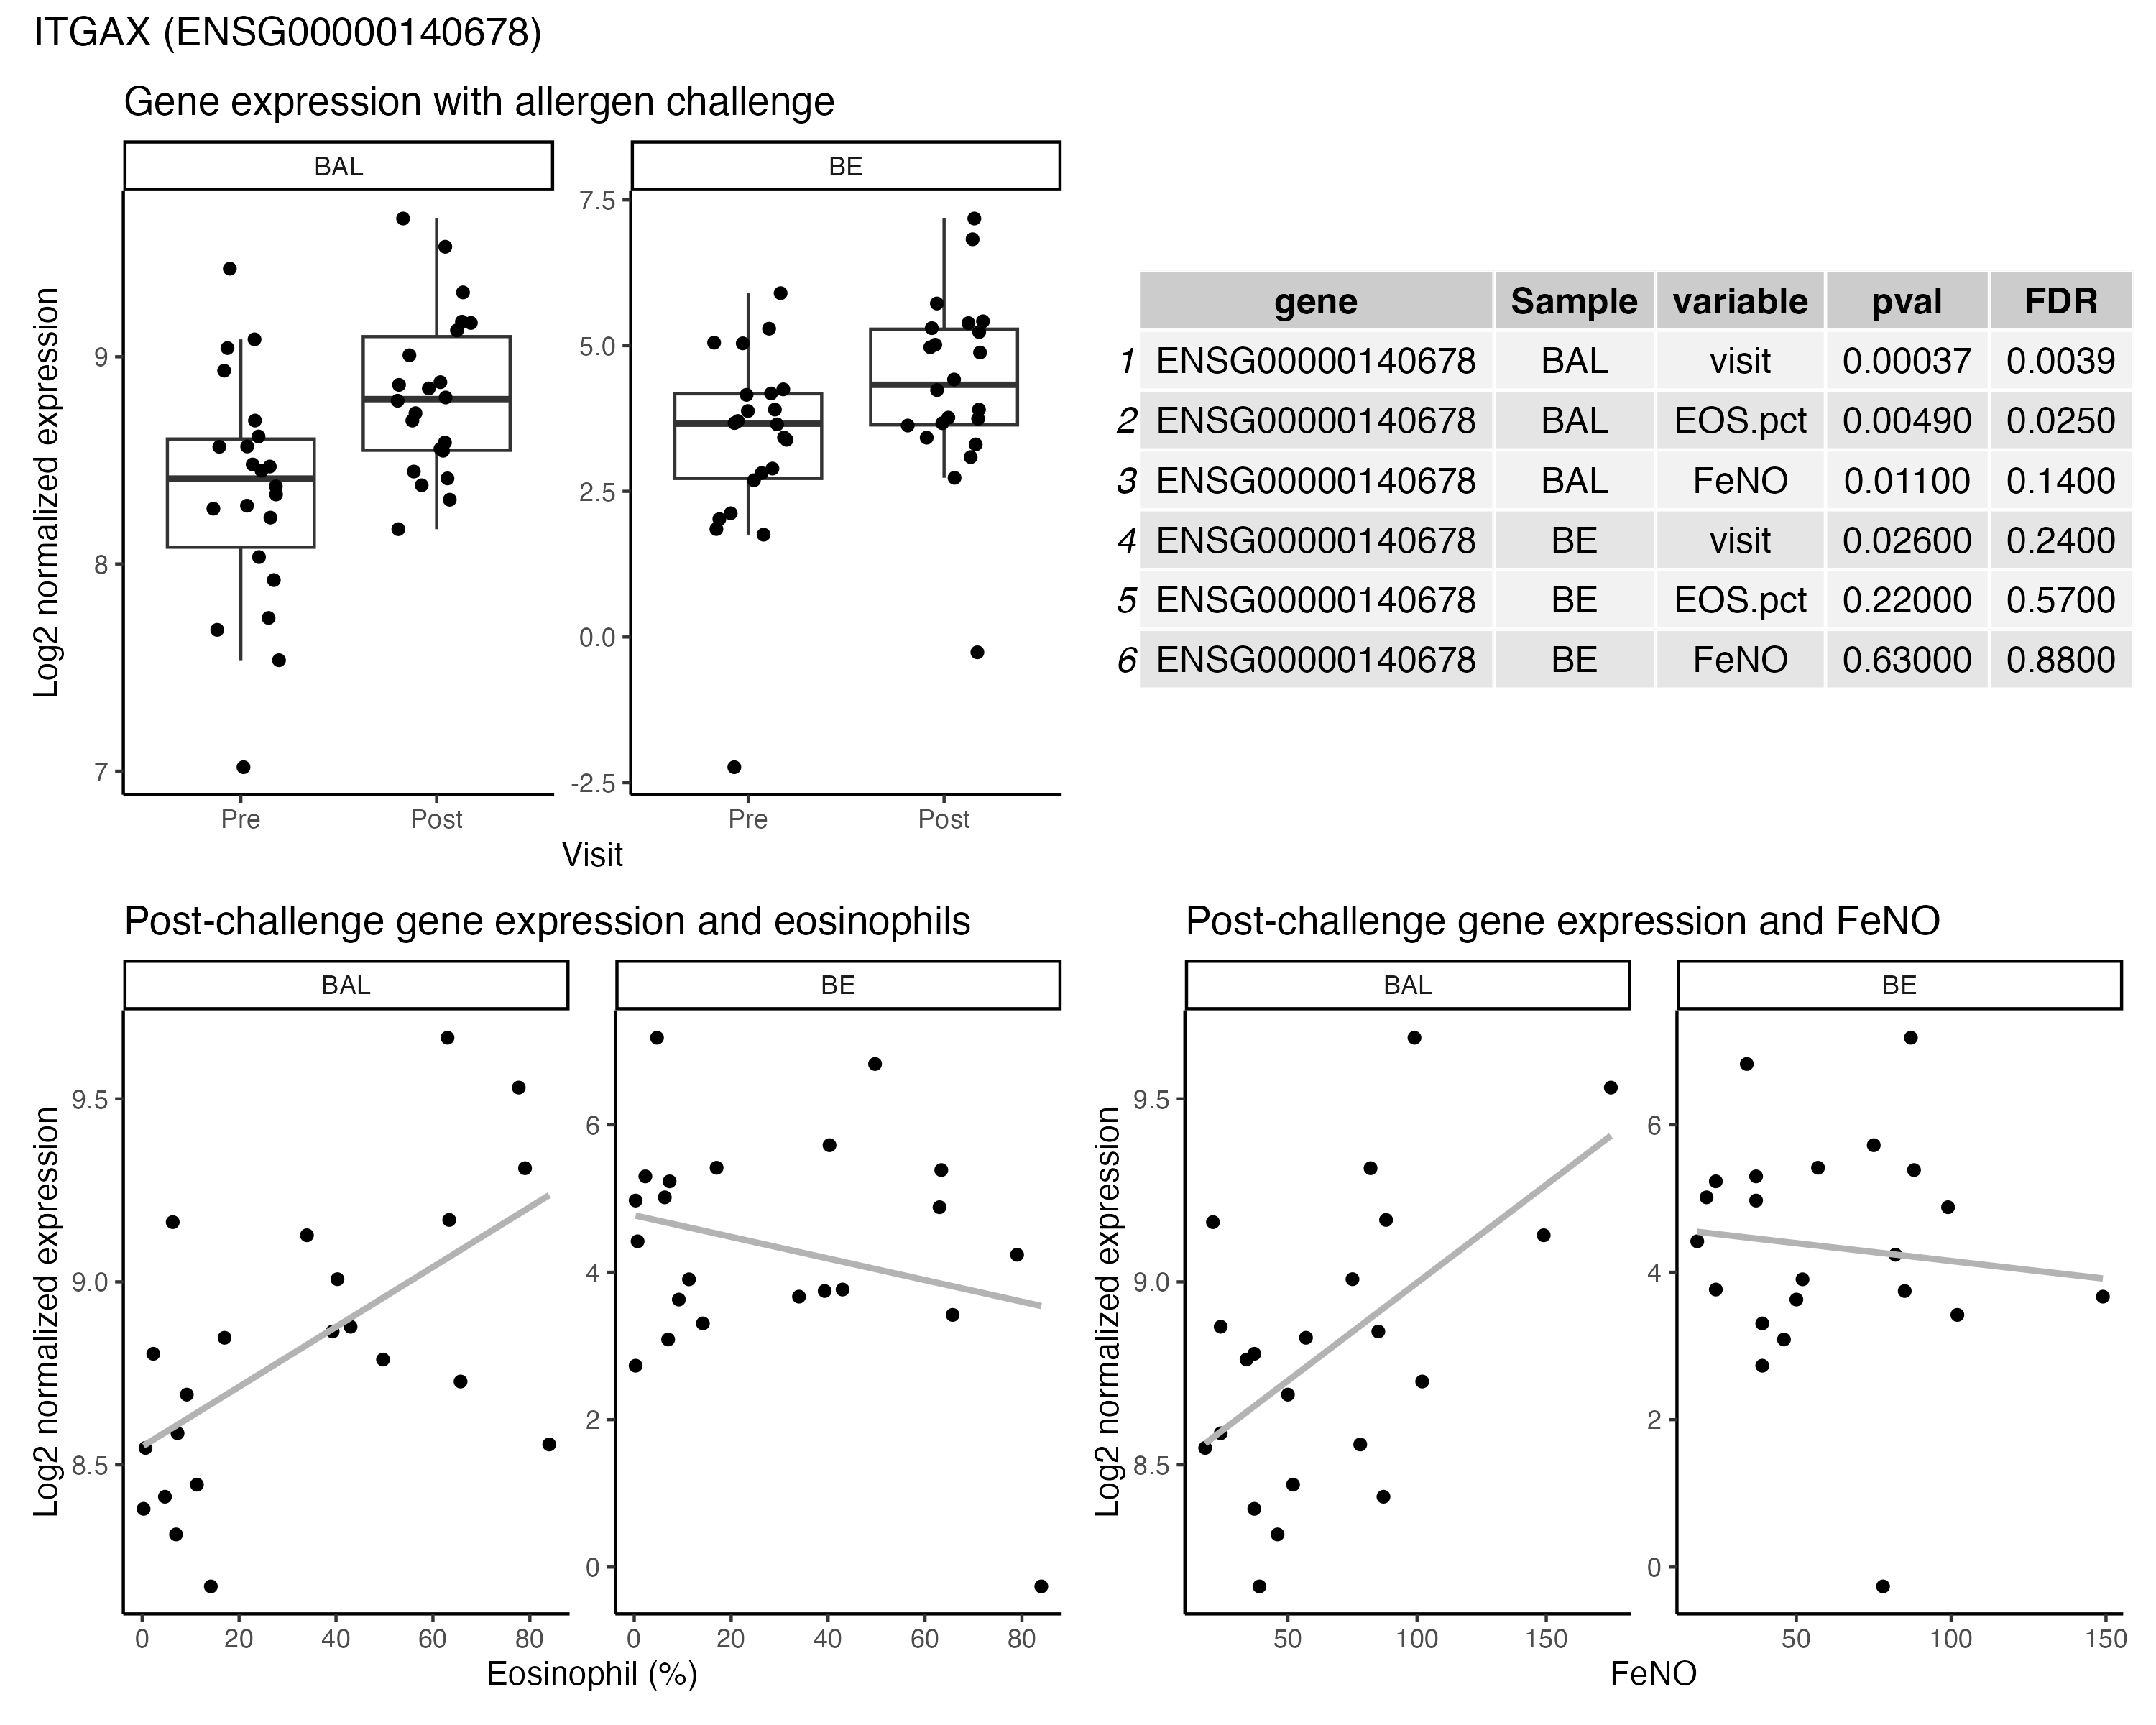 ITGAX (ENSG00000140678)
Gene expression with allergen challenge
BAL
BE
Log2 normalized expression
9
8
7
7.5
5.0
2.5
0.0
-2.5
Pre
Post
Pre
Post
Visit
gene Sample variable pval FDR
1 ENSG00000140678 BAL visit 0.00037 0.0039
2 ENSG00000140678 BAL EOS.pct 0.00490 0.0250
3 ENSG00000140678 BAL FeNO 0.01100 0.1400
4 ENSG00000140678 BE visit 0.02600 0.2400
5 ENSG00000140678 BE EOS.pct 0.22000 0.5700
6 ENSG00000140678 BE FeNO 0.63000 0.8800
Post-challenge gene expression and eosinophils
BAL
BE
Log2 normalized expression
9.5
9.0
8.5
6
4
2
0
0 20 40 60 80
0 20 40 60 80
Eosinophil (%)
Post-challenge gene expression and FeNO
BAL
BE
Log2 normalized expression
9.5
9.0
8.5
6
4
2
0
50 100 150
50 100 150
FeNO